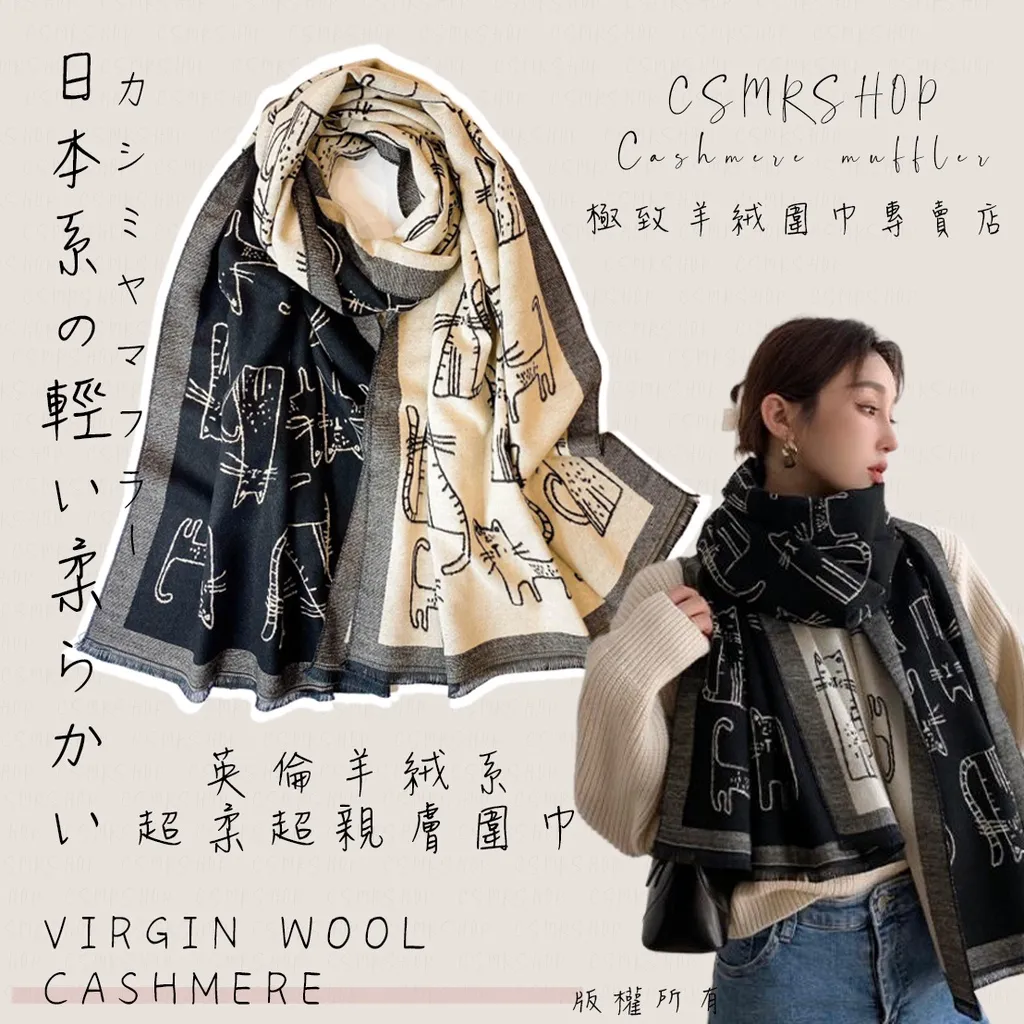 日本系の輕い柔らかい
カシミヤマフラー
CSMRSHOP
Cashmere muffler
極致羊絨圍巾專賣店
英倫羊絨系
超柔超親膚圍巾
VIRGIN WOOL
CASHMERE
版權所有